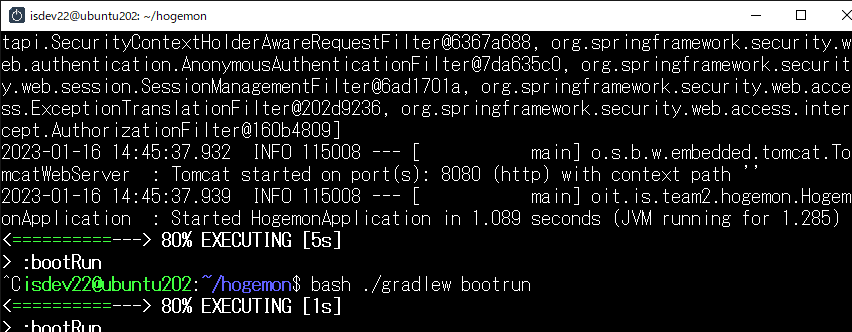 isdev22@ubuntu202: ~/hogemon
tapi.SecurityContextHolderAwareRequestFilter@6367a688, org.springframework.security.w
eb.authentication.AnonymousAuthenticationFilter@7da635c0, org.springframework.securit
y.web.session.SessionManagementFilter@6ad1701a, org.springframework.security.web.acce
ss.ExceptionTranslationFilter@202d9236, org.springframework.security.web.access.inter
cept.AuthorizationFilter@160b4809]
2023-01-16 14:45:37.932  INFO 115008 --- [           main] o.s.b.w.embedded.tomcat.To
mcatWebServer  : Tomcat started on port(s): 8080 (http) with context path ''
2023-01-16 14:45:37.939  INFO 115008 --- [           main] oit.is.team2.hogemon.Hogem
onApplication  : Started HogemonApplication in 1.089 seconds (JVM running for 1.285)
<==========---> 80% EXECUTING [5s]
> :bootRun
^Cisdev22@ubuntu202:~/hogemon$ bash ./gradlew bootrun
<==========---> 80% EXECUTING [1s]
> :bootRun